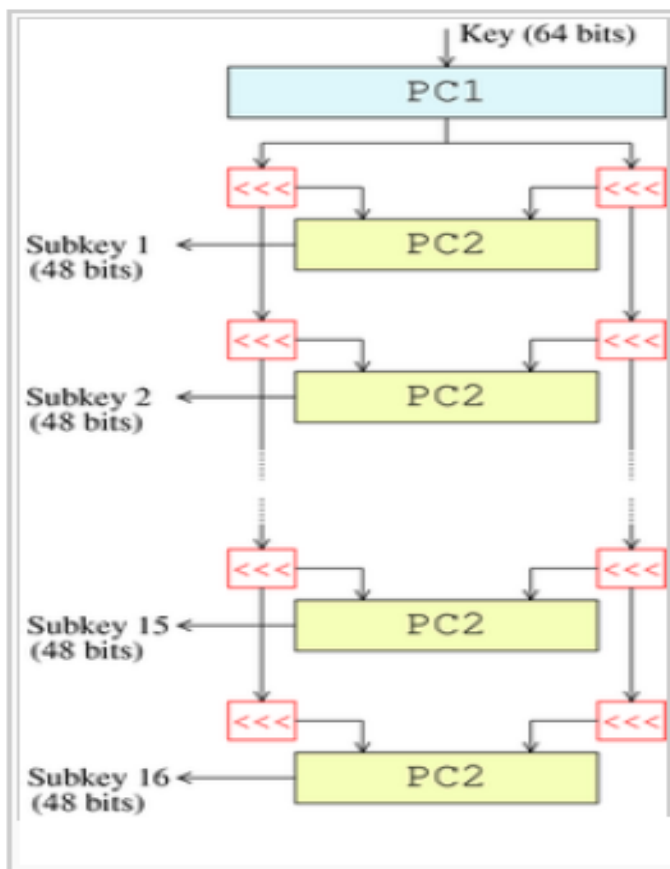 Key (64 bits)
PC1
<<< <<<
Subkey 1
(48 bits)
PC2
<<< <<<
Subkey 2
(48 bits)
PC2
<<< <<<
Subkey 15
(48 bits)
PC2
<<< <<<
Subkey 16
(48 bits)
PC2